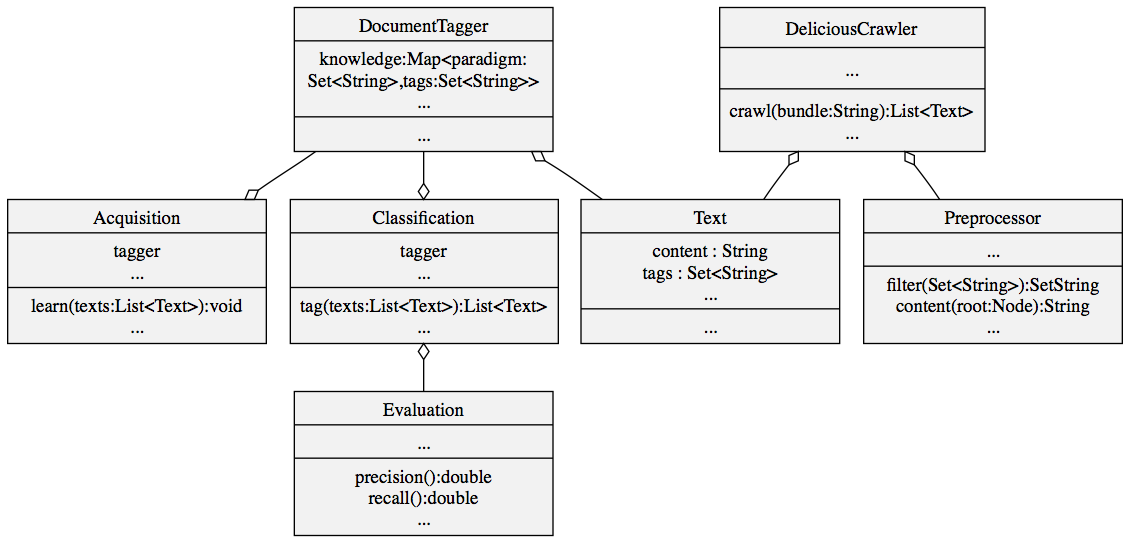 DocumentTagger
knowledge:Map<paradigm:
Set<String>,tags:Set<String>>
...
...
DeliciousCrawler
...
crawl(bundle:String):List<Text>
...
Acquisition
tagger
...
learn(texts:List<Text>):void
...
Classification
tagger
...
tag(texts:List<Text>):List<Text>
...
Text
content : String
tags : Set<String>
...
...
Preprocessor
...
filter(Set<String>):SetString
content(root:Node):String
...
Evaluation
...
precision():double
recall():double
...